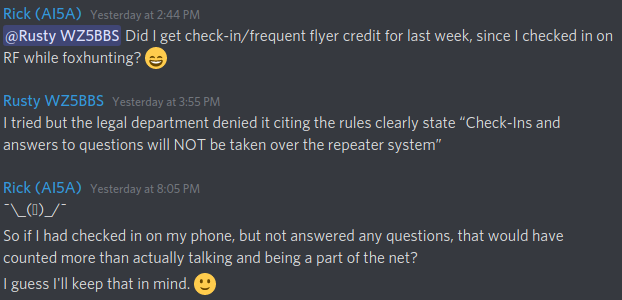 Rick (AI5A) Yesterday at 2:44 PM
@Rusty WZ5BBS Did I get check-in/frequent flyer credit for last week, since I checked in on
RF while foxhunting? 😄
Rusty WZ5BBS Yesterday at 3:55 PM
I tried but the legal department denied it citing the rules clearly state “Check-Ins and
answers to questions will NOT be taken over the repeater system”
Rick (AI5A) Yesterday at 8:05 PM
¯\_(▯)_/¯
So if I had checked in on my phone, but not answered any questions, that would have
counted more than actually talking and being a part of the net?
I guess I'll keep that in mind. 🙂